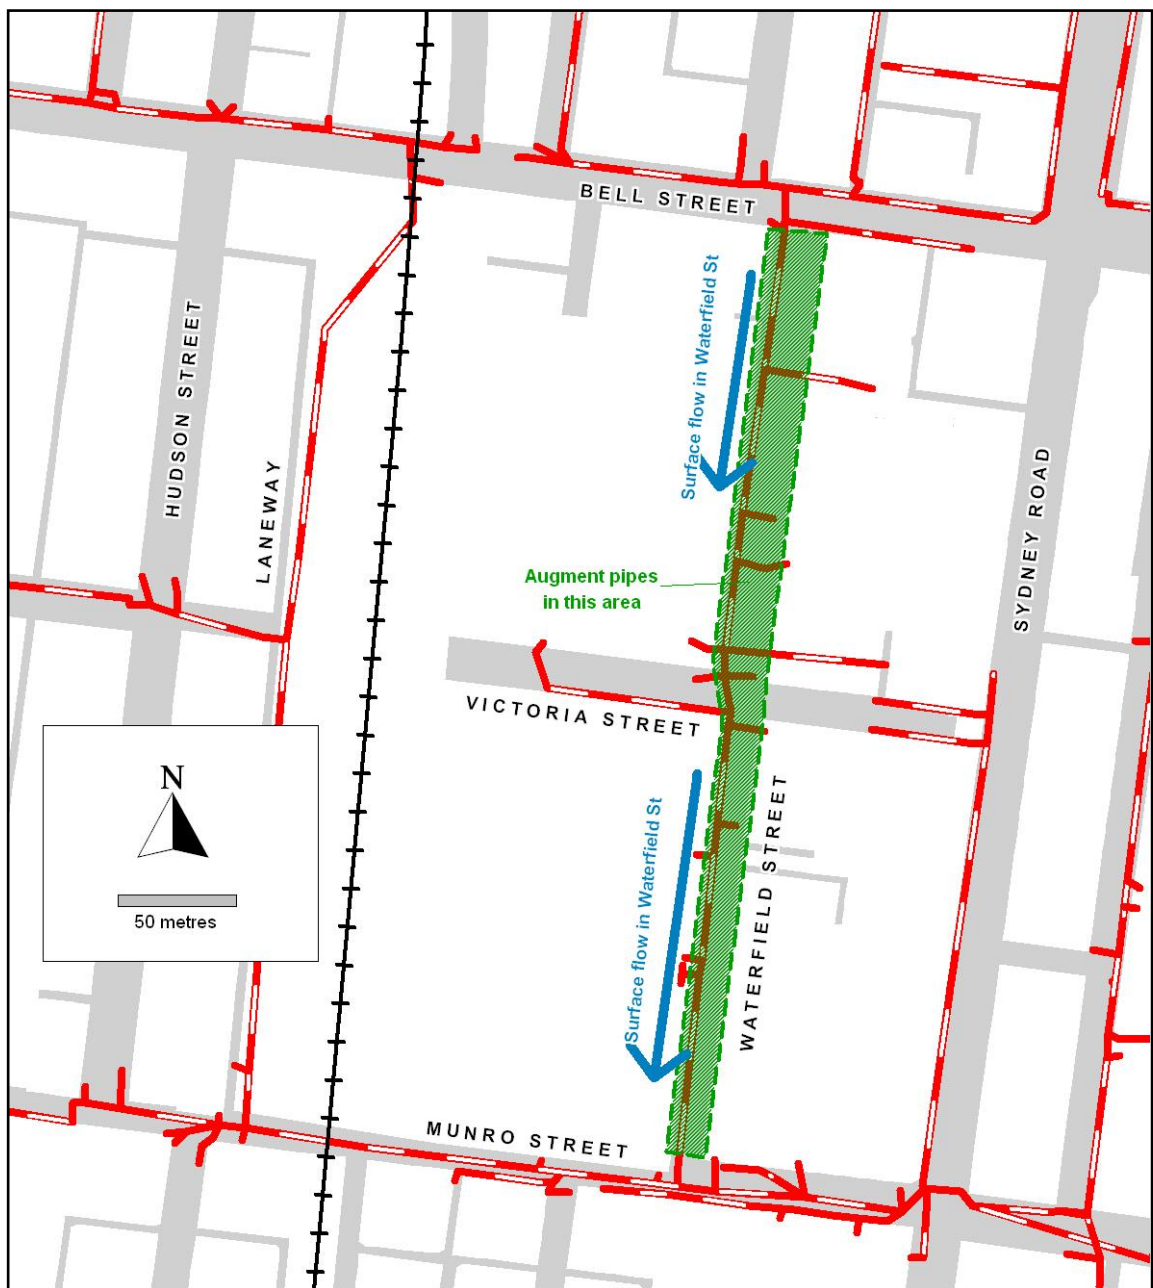 BELL STREET
Surface flow in Waterfield St
HUDSON STREET
LANEWAY
SYDNEY ROAD
Augment pipes
in this area
VICTORIA STREET
N
50 metres
Surface flow in Waterfield St
WATERFIELD STREET
MUNRO STREET